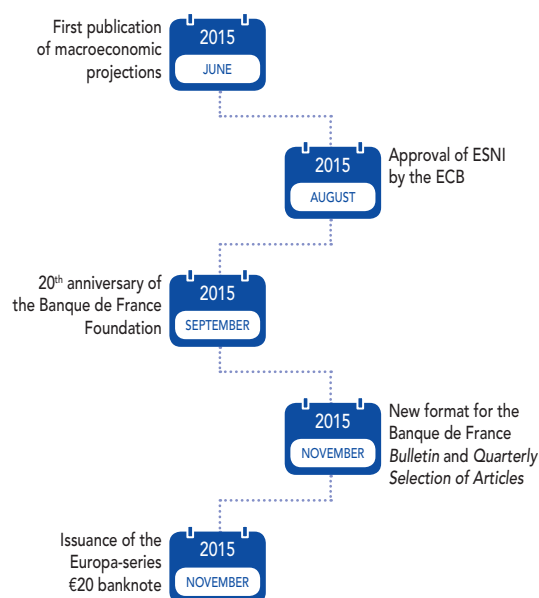 First publication
of macroeconomic
projections
2015
JUNE
2015
AUGUST
Approval of ESNI
by the ECB
20th anniversary of
the Banque de France
Foundation
2015
SEPTEMBER
2015
NOVEMBER
New format for the
Banque de France
Bulletin and Quarterly
Selection of Articles
Issuance of the
Europa-series
€20 banknote
2015
NOVEMBER